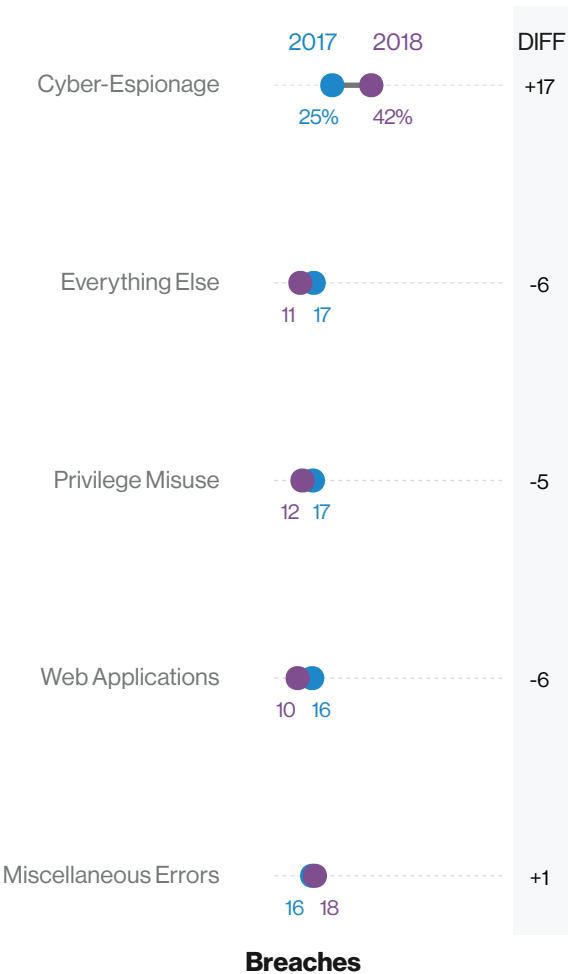 2017 2018 DIFF
Cyber-Espionage +17
25% 42%
Everything Else -6
11 17
Privilege Misuse -5
12 17
Web Applications -6
10 16
Miscellaneous Errors +1
16 18
Breaches